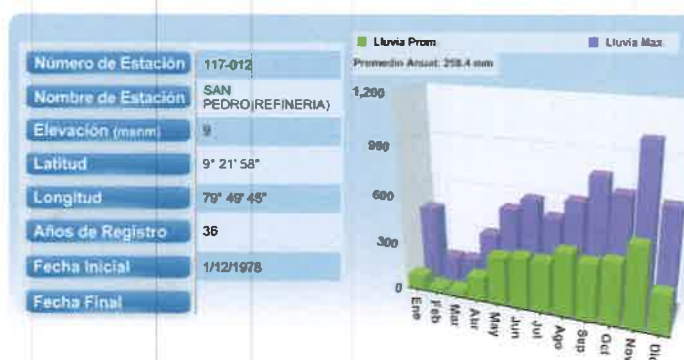 Número de Estación 117-012
Nombre de Estación SAN PEDRO(REFINERIA)
Elevación (msnm) 9
Latitud 9° 21' 58"
Longitud 79° 49' 45"
Años de Registro 36
Fecha Inicial 1/12/1978
Fecha Final
Lluvia Prom
Lluvia Max
Promedio Anual: 258.4 mm
1,200
900
600
300
0
Ene
Feb
Mar
Abr
May
Jun
Jul
Ago
Sep
Oct
Nov
Dic